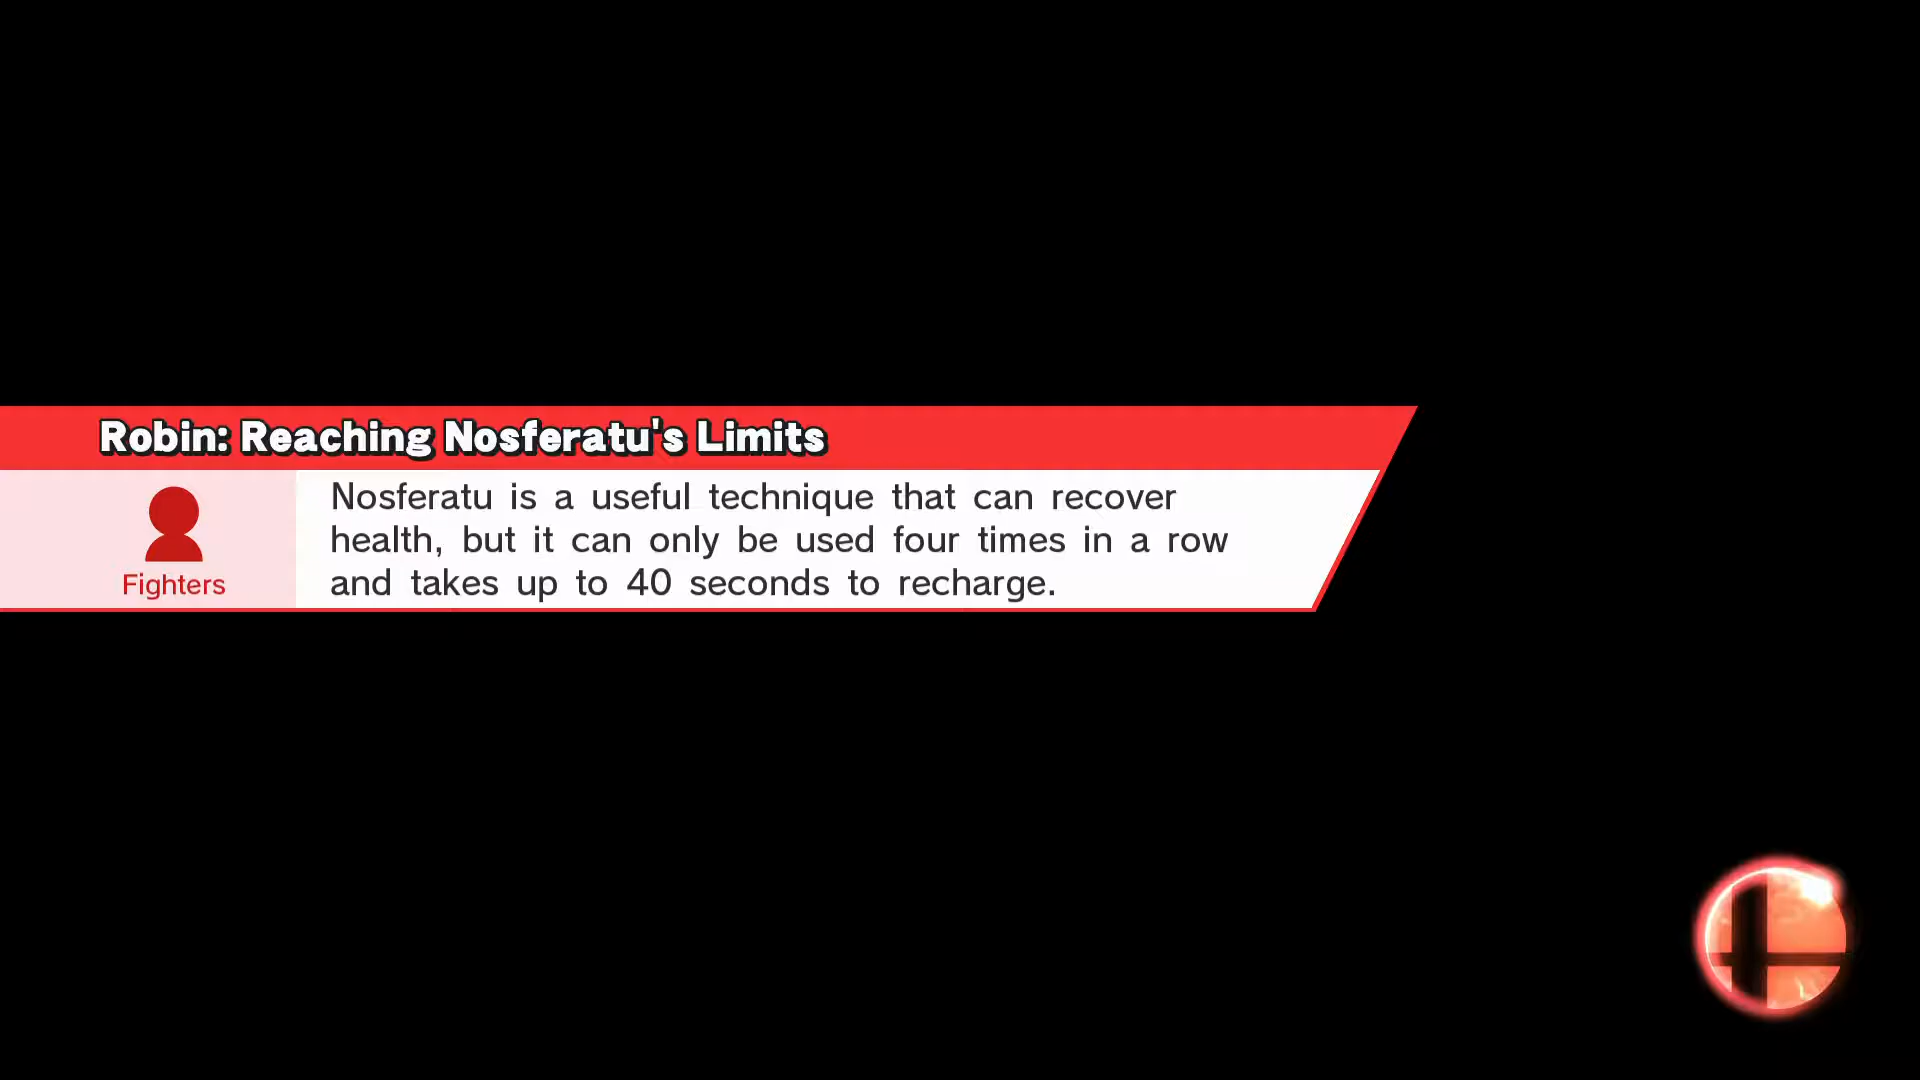 Robin: Reaching Nosferatu's Limits
Fighters
Nosferatu is a useful technique that can recover
health, but it can only be used four times in a row
and takes up to 40 seconds to recharge.